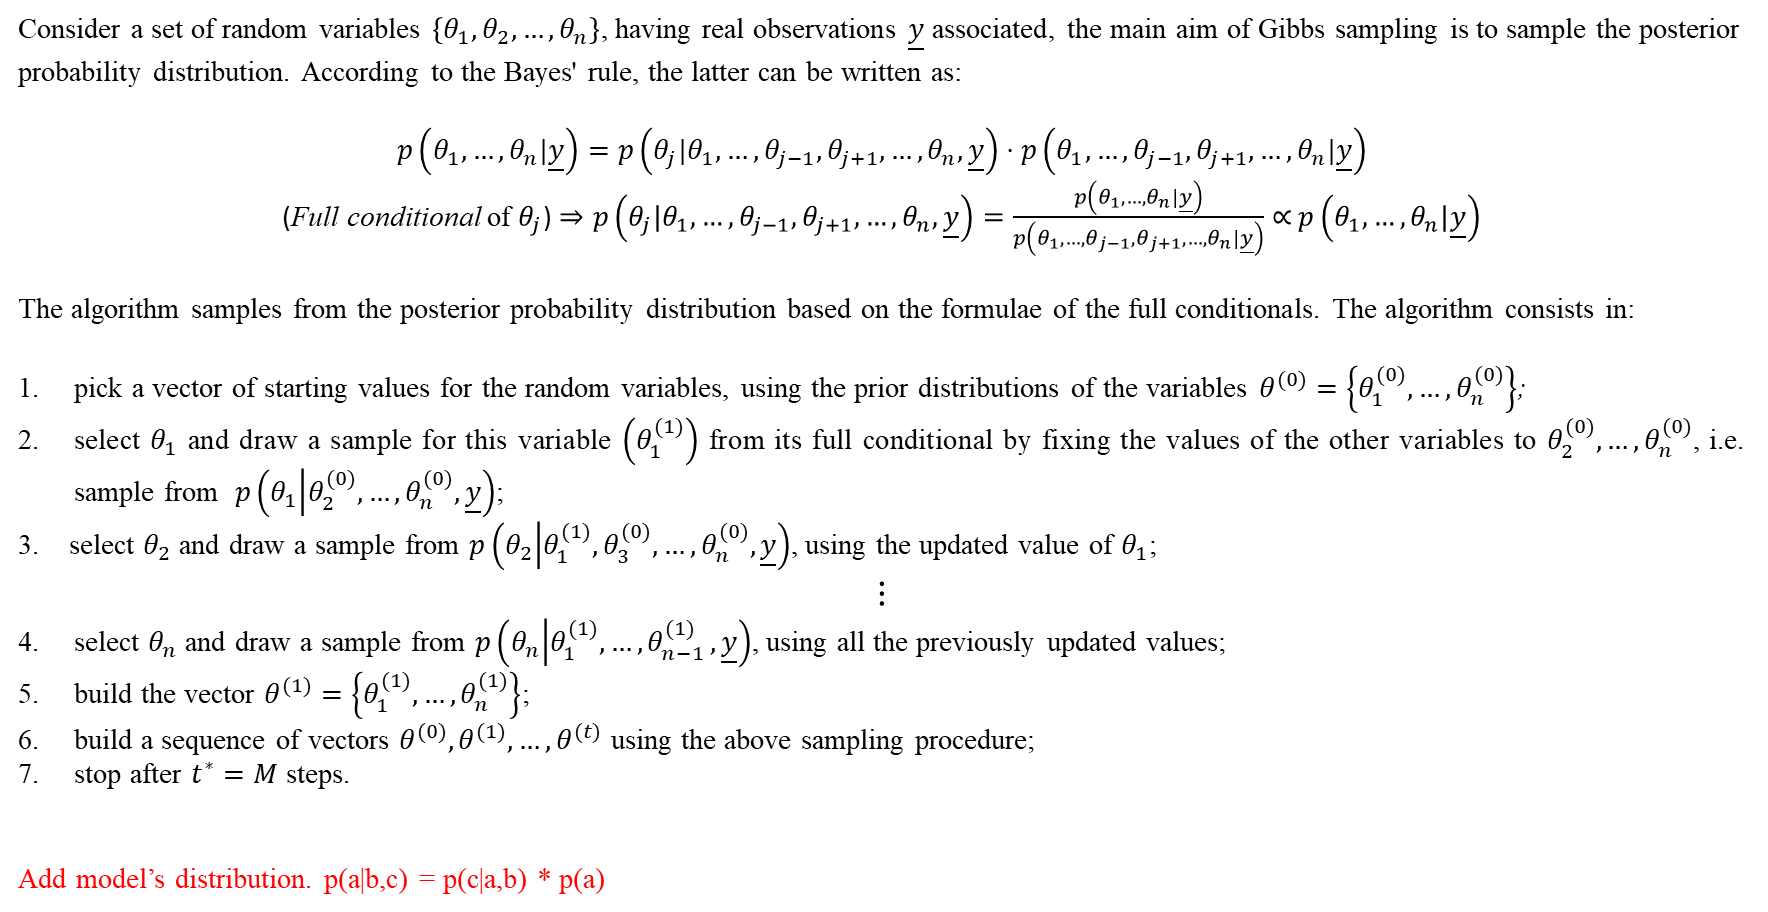 Consider a set of random variables {θ₁, θ₂, … , θₙ}, having real observations y̲ associated, the main aim of Gibbs sampling is to sample the posterior
probability distribution. According to the Bayes' rule, the latter can be written as:
p(θ₁, … , θₙ|y̲) = p(θⱼ|θ₁, … , θⱼ₋₁, θⱼ₊₁, … , θₙ, y̲) · p(θ₁, … , θⱼ₋₁, θⱼ₊₁, … , θₙ|y̲)
(Full conditional of θⱼ) ⇒ p(θⱼ|θ₁, … , θⱼ₋₁, θⱼ₊₁, … , θₙ, y̲) = p(θ₁,…,θₙ|y̲) / p(θ₁,…,θⱼ₋₁,θⱼ₊₁,…,θₙ|y̲) ∝ p(θ₁, … , θₙ|y̲)
The algorithm samples from the posterior probability distribution based on the formulae of the full conditionals. The algorithm consists in:
1. pick a vector of starting values for the random variables, using the prior distributions of the variables θ⁽⁰⁾ = {θ₁⁽⁰⁾, … , θₙ⁽⁰⁾};
2. select θ₁ and draw a sample for this variable (θ₁⁽¹⁾) from its full conditional by fixing the values of the other variables to θ₂⁽⁰⁾, … , θₙ⁽⁰⁾, i.e.
sample from p(θ₁|θ₂⁽⁰⁾, … , θₙ⁽⁰⁾, y̲);
3. select θ₂ and draw a sample from p(θ₂|θ₁⁽¹⁾, θ₃⁽⁰⁾, … , θₙ⁽⁰⁾, y̲), using the updated value of θ₁;
⋮
4. select θₙ and draw a sample from p(θₙ|θ₁⁽¹⁾, … , θₙ₋₁⁽¹⁾, y̲), using all the previously updated values;
5. build the vector θ⁽¹⁾ = {θ₁⁽¹⁾, … , θₙ⁽¹⁾};
6. build a sequence of vectors θ⁽⁰⁾, θ⁽¹⁾, … , θ⁽ᵗ⁾ using the above sampling procedure;
7. stop after t* = M steps.
Add model’s distribution. p(a|b,c) = p(c|a,b) * p(a)